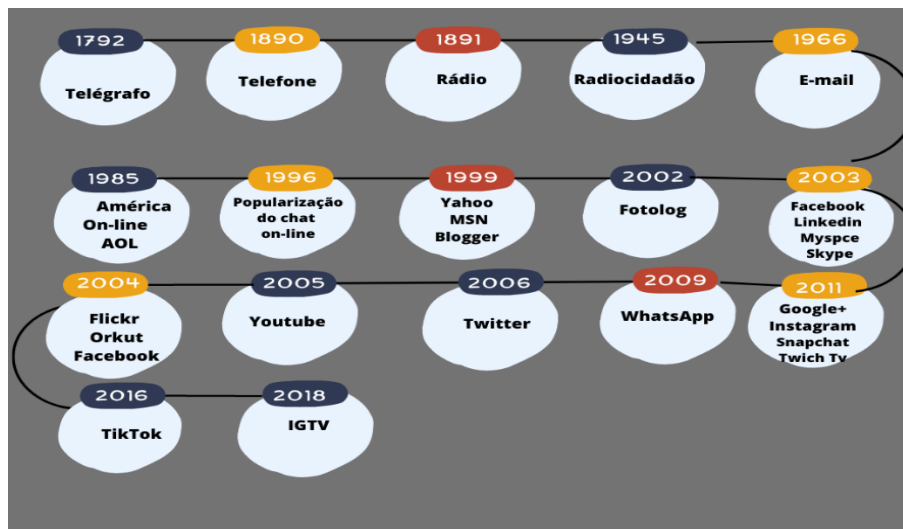 1792
Telégrafo
1890
Telefone
1891
Rádio
1945
Radiocidadão
1966
E-mail
1985
América
On-line
AOL
1996
Popularização
do chat
on-line
1999
Yahoo
MSN
Blogger
2002
Fotolog
2003
Facebook
Linkedin
Myspce
Skype
2004
Flickr
Orkut
Facebook
2005
Youtube
2006
Twitter
2009
WhatsApp
2011
Google+
Instagram
Snapchat
Twich Tv
2016
TikTok
2018
IGTV